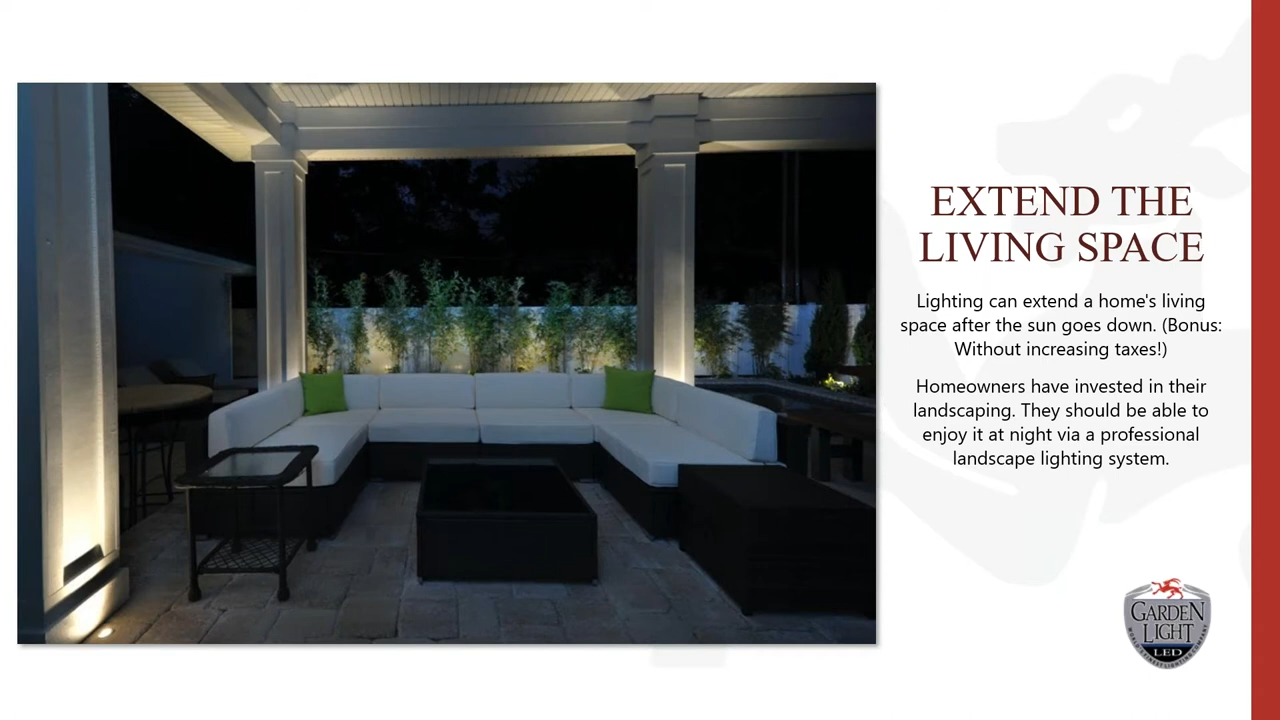 EXTEND THE
LIVING SPACE
Lighting can extend a home's living
space after the sun goes down. (Bonus:
Without increasing taxes!)
Homeowners have invested in their
landscaping. They should be able to
enjoy it at night via a professional
landscape lighting system.
GARDEN
LIGHT
LED